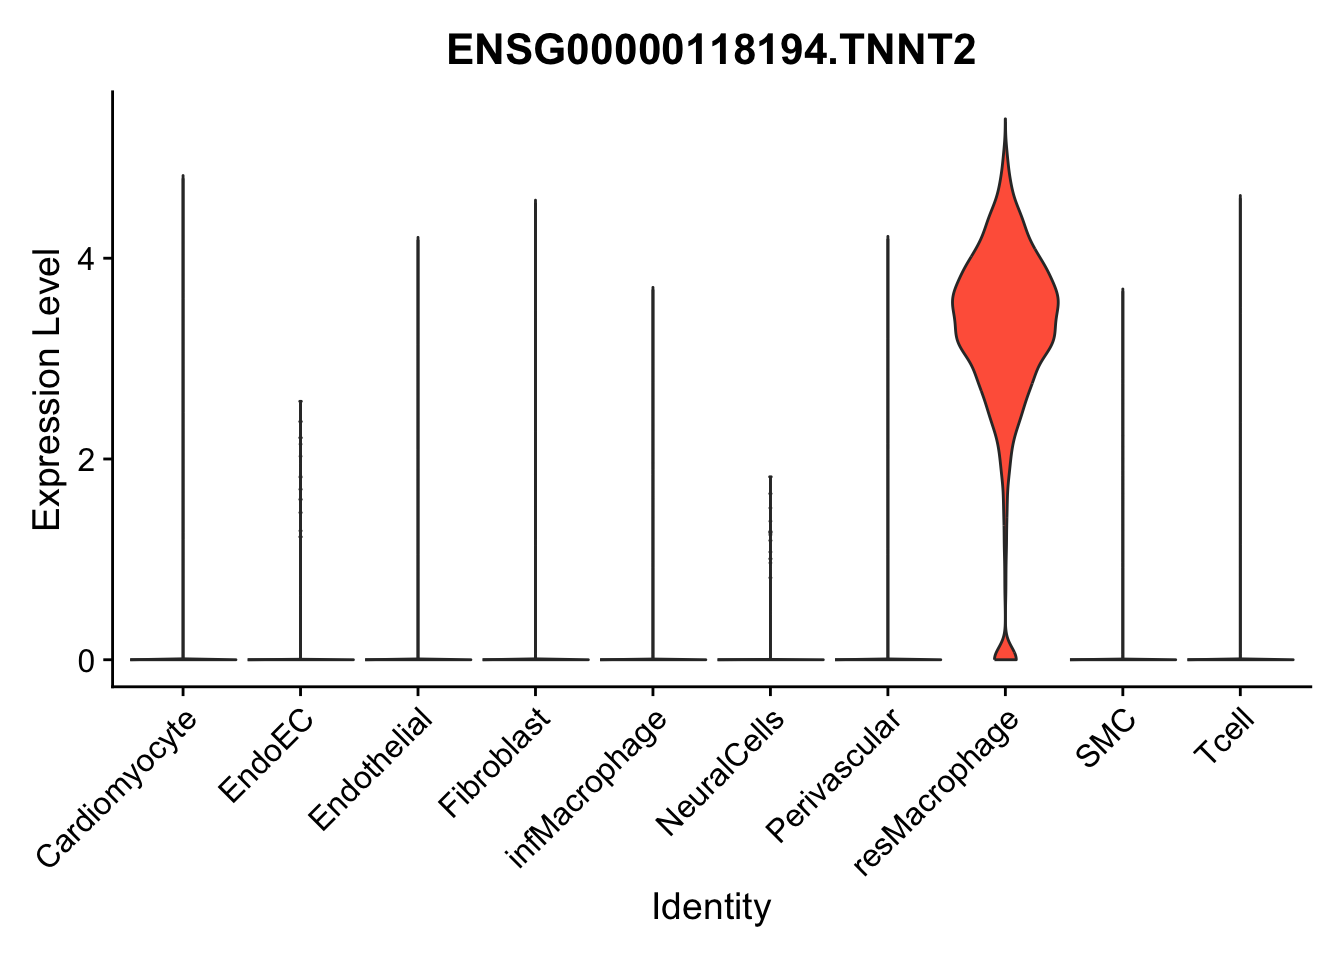 ENSG00000118194.TNNT2
Expression Level
4
2
0
Cardiomyocyte
EndoEC
Endothelial
Fibroblast
infMacrophage
NeuralCells
Perivascular
resMacrophage
SMC
Tcell
Identity